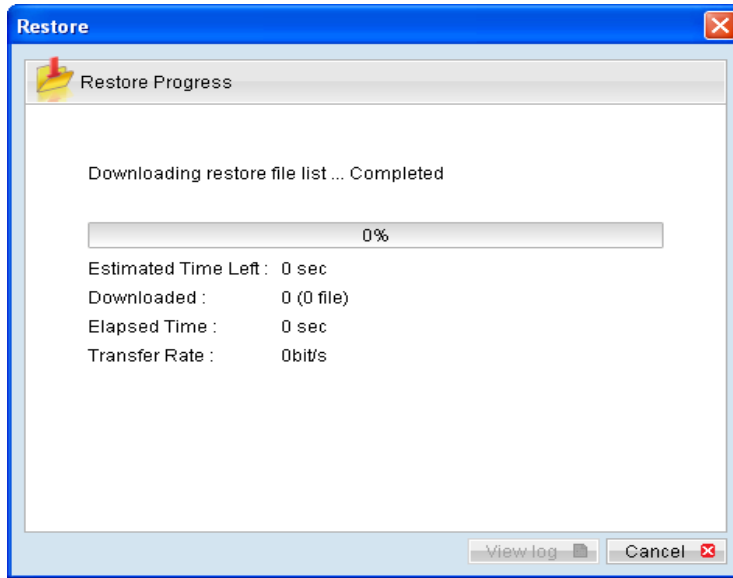 Restore
Restore Progress
Downloading restore file list ... Completed
0%
Estimated Time Left : 0 sec
Downloaded : 0 (0 file)
Elapsed Time : 0 sec
Transfer Rate : 0bit/s
View log Cancel